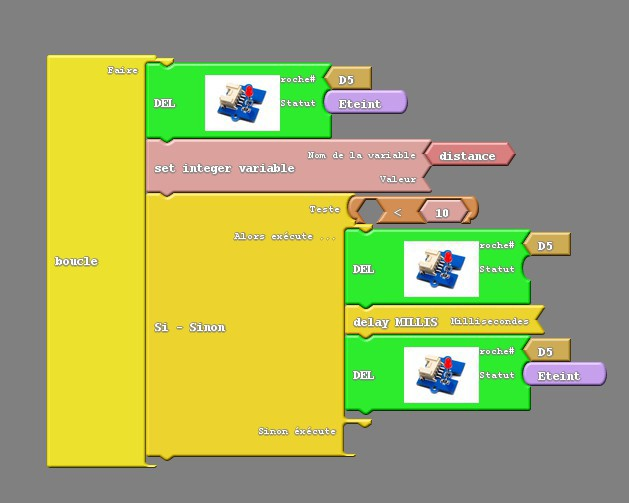 Faire
DEL
roche# D5
Statut Eteint
set integer variable
Nom de la variable distance
Valeur
boucle
Si - Sinon
Teste < 10
Alors exécute ...
DEL
roche# D5
Statut
delay MILLIS Millisecondes
DEL
roche# D5
Statut Eteint
Sinon éxécute